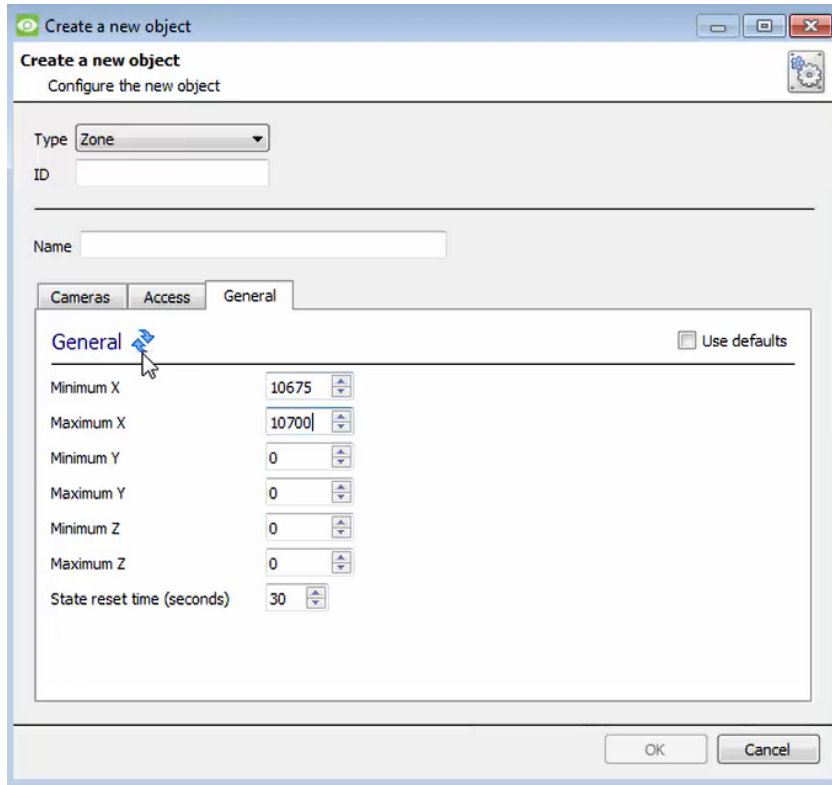 Create a new object
Create a new object
Configure the new object
Type Zone
ID
Name
Cameras Access General
General Use defaults
Minimum X 10675
Maximum X 10700
Minimum Y 0
Maximum Y 0
Minimum Z 0
Maximum Z 0
State reset time (seconds) 30
OK Cancel